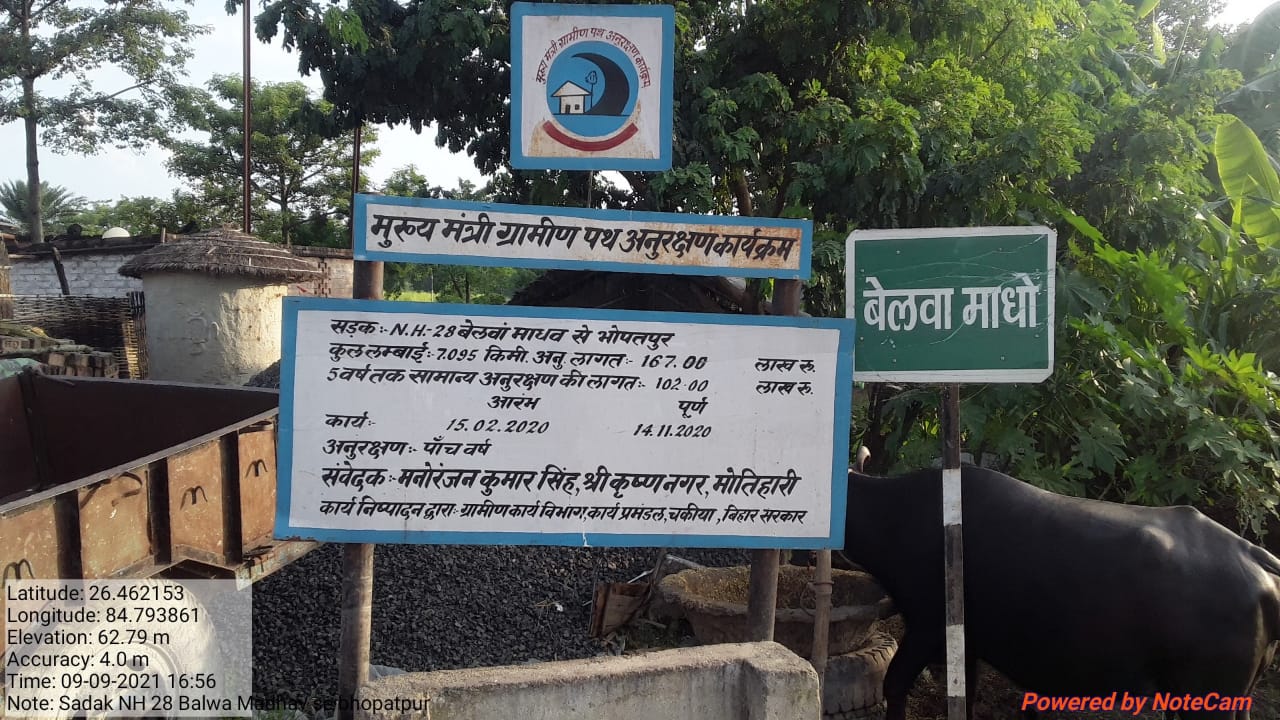 मुख्य मंत्री ग्रामीण पथ अनुरक्षण कार्यक्रम
मुख्य मंत्री ग्रामीण पथ अनुरक्षण कार्यक्रम
बेलवा माधो
सड़क:- N.H-28 बेलवां माधव से भोपतपुर
कुल लम्बाई:- 7.095 किमी. अनु लागत:- 167.00 लाख रु.
5 वर्ष तक सामान्य अनुरक्षण की लागत:- 102.00 लाख रु.
आरंभ पूर्ण
कार्य:- 15.02.2020 14.11.2020
अनुरक्षण:- पाँच वर्ष
संवेदक:- मनोरंजन कुमार सिंह, श्री कृष्ण नगर, मोतिहारी
कार्य निष्पादन द्वारा:- ग्रामीण कार्य विभाग, कार्य प्रमंडल, चकीया, बिहार सरकार
Latitude: 26.462153
Longitude: 84.793861
Elevation: 62.79 m
Accuracy: 4.0 m
Time: 09-09-2021 16:56
Note: Sadak NH 28 Balwa Madhav se bhopatpur
Powered by NoteCam